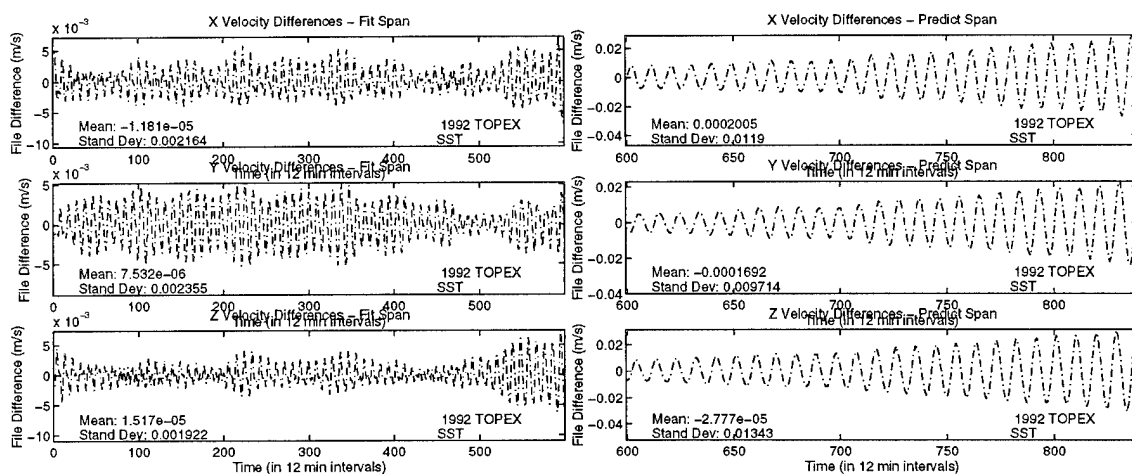 X Velocity Differences – Fit Span
x 10⁻³
5
0
−5
−10
File Difference (m/s)
Mean: −1.181e−05
Stand Dev: 0.002164
1992 TOPEX
SST
0 100 200 300 400 500
Time (in 12 min intervals)
X Velocity Differences – Predict Span
0.02
0
−0.02
−0.04
File Difference (m/s)
Mean: 0.0002005
Stand Dev: 0.0119
1992 TOPEX
SST
600 650 700 750 800
Time (in 12 min intervals)
Y Velocity Differences – Fit Span
x 10⁻³
5
0
−5
File Difference (m/s)
Mean: 7.532e−06
Stand Dev: 0.002355
1992 TOPEX
SST
0 100 200 300 400 500
Time (in 12 min intervals)
Y Velocity Differences – Predict Span
0.02
0
−0.02
−0.04
File Difference (m/s)
Mean: −0.0001692
Stand Dev: 0.009714
1992 TOPEX
SST
600 650 700 750 800
Time (in 12 min intervals)
Z Velocity Differences – Fit Span
x 10⁻³
5
0
−5
−10
File Difference (m/s)
Mean: 1.517e−05
Stand Dev: 0.001922
1992 TOPEX
SST
0 100 200 300 400 500
Time (in 12 min intervals)
Z Velocity Differences – Predict Span
0.02
0
−0.02
−0.04
File Difference (m/s)
Mean: −2.777e−05
Stand Dev: 0.01343
1992 TOPEX
SST
600 650 700 750 800
Time (in 12 min intervals)